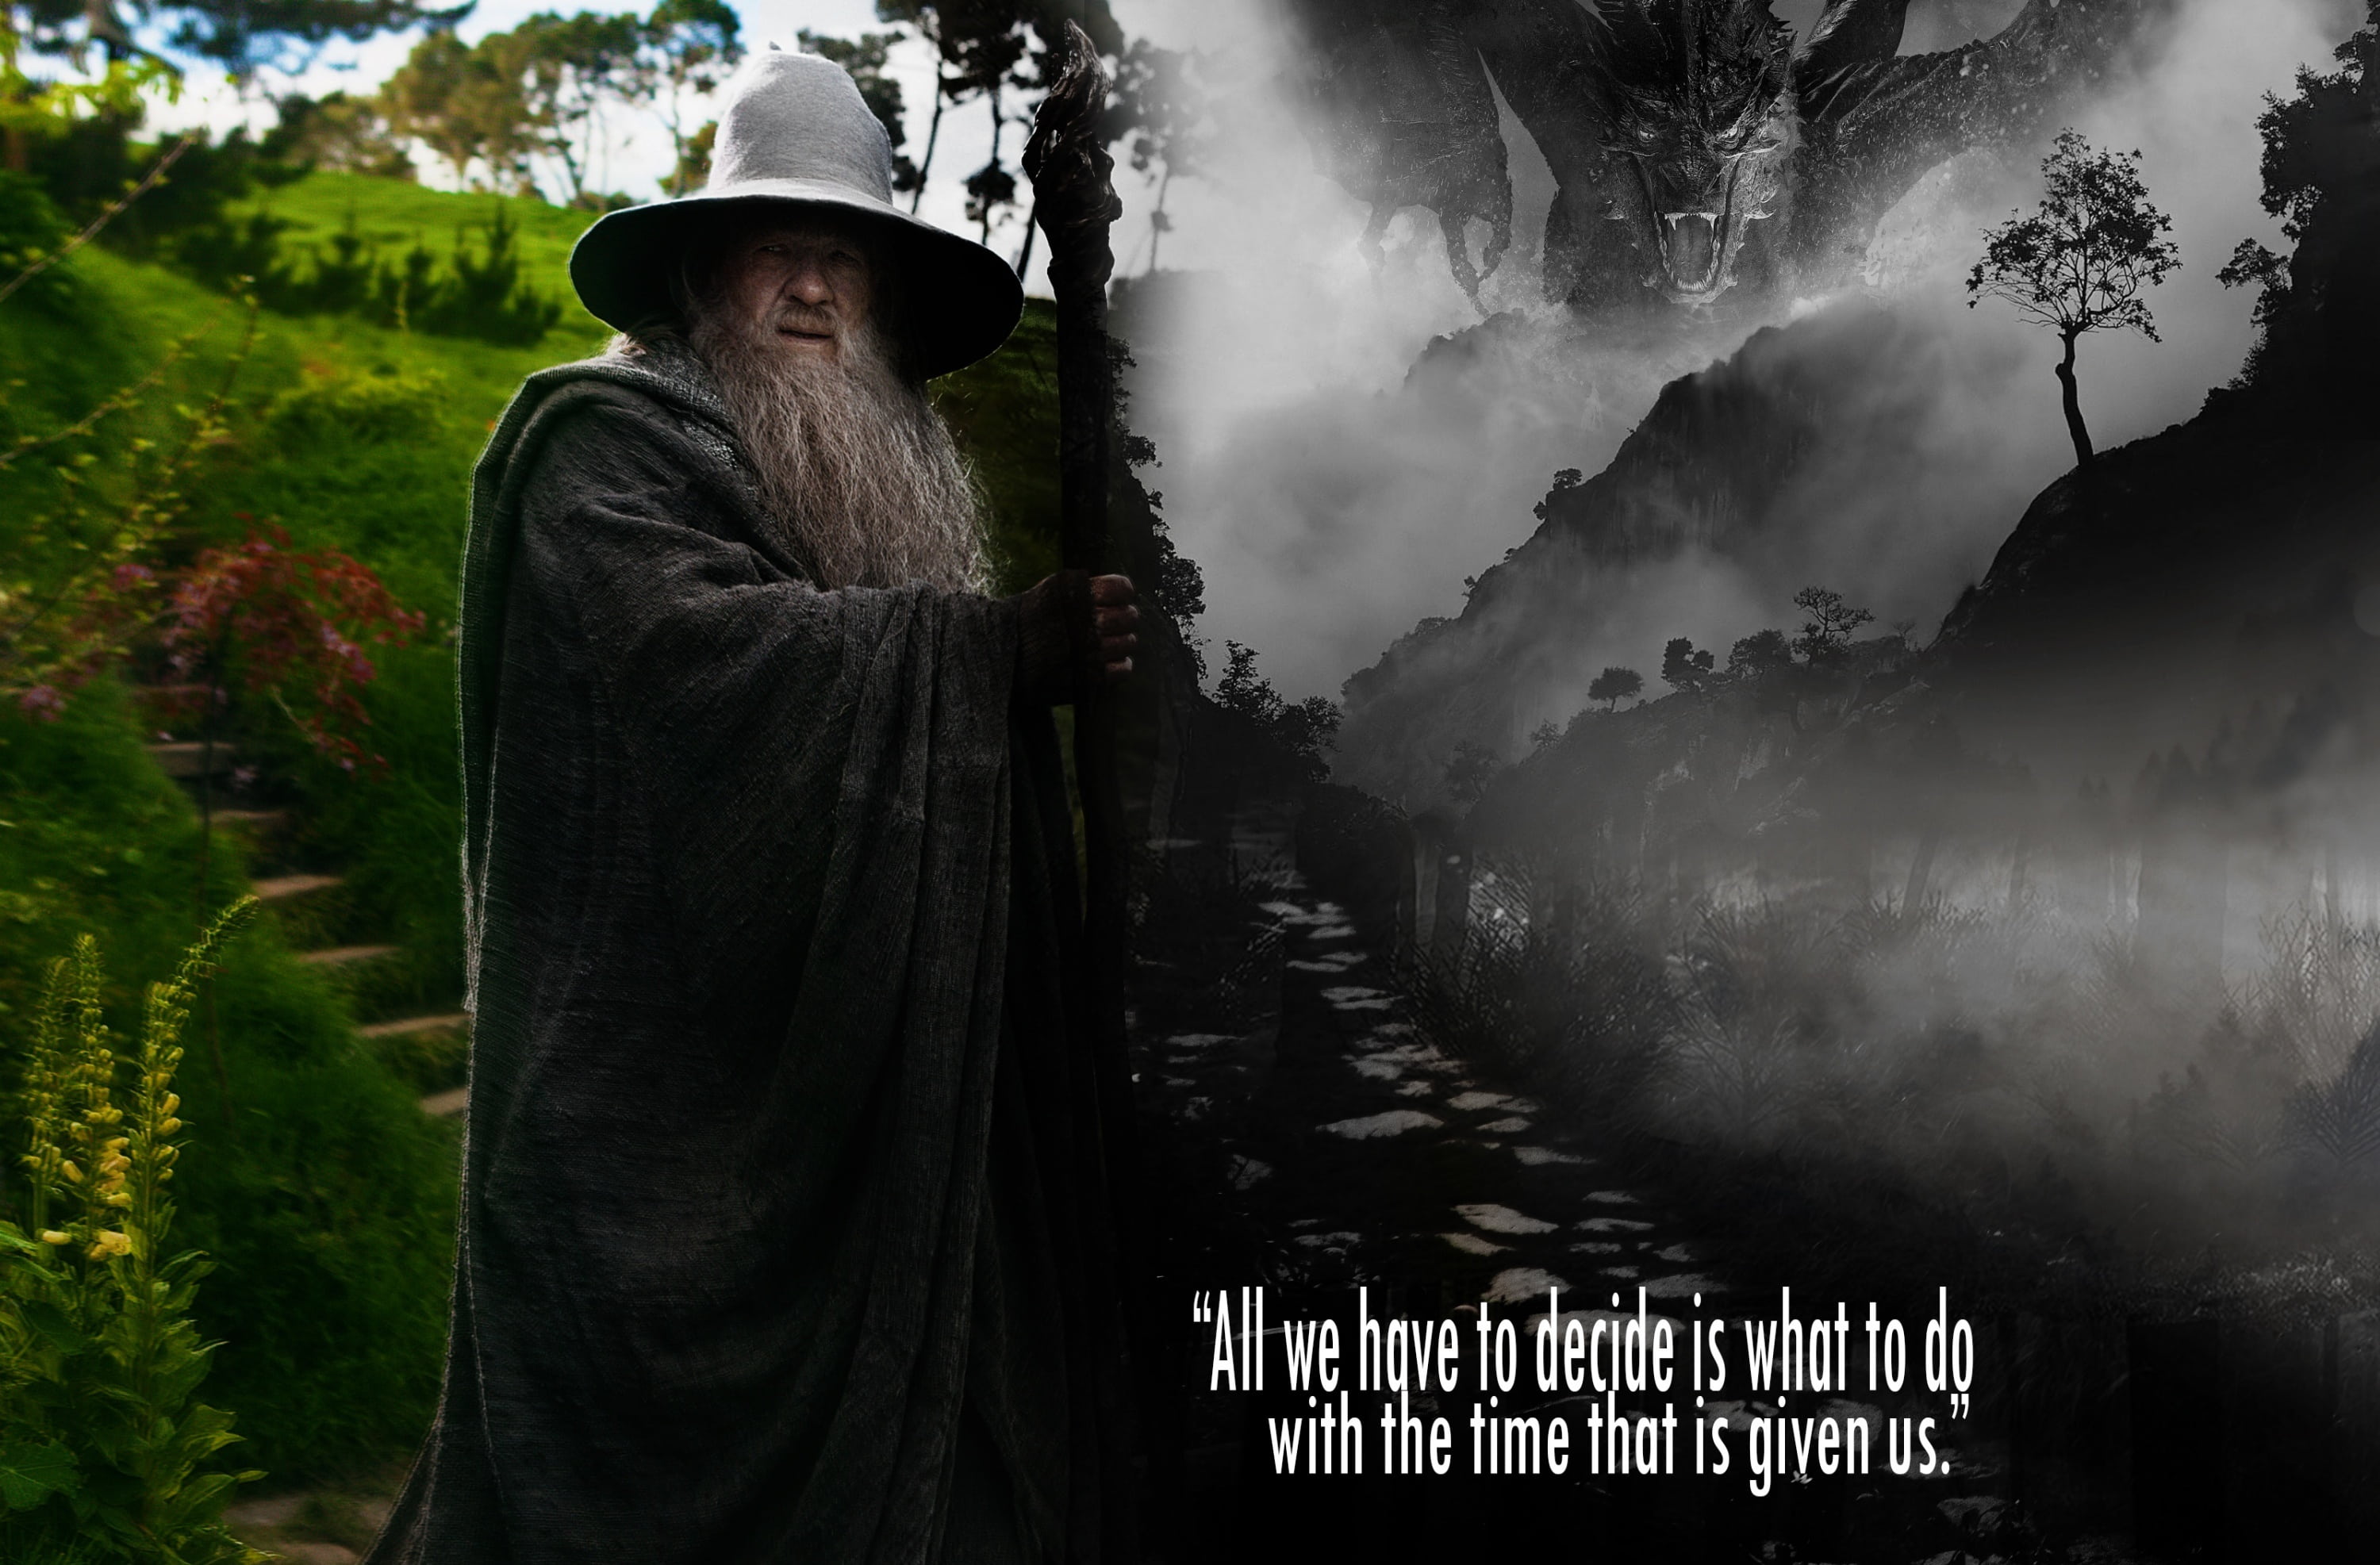 “All we have to decide is what to do
with the time that is given us.”